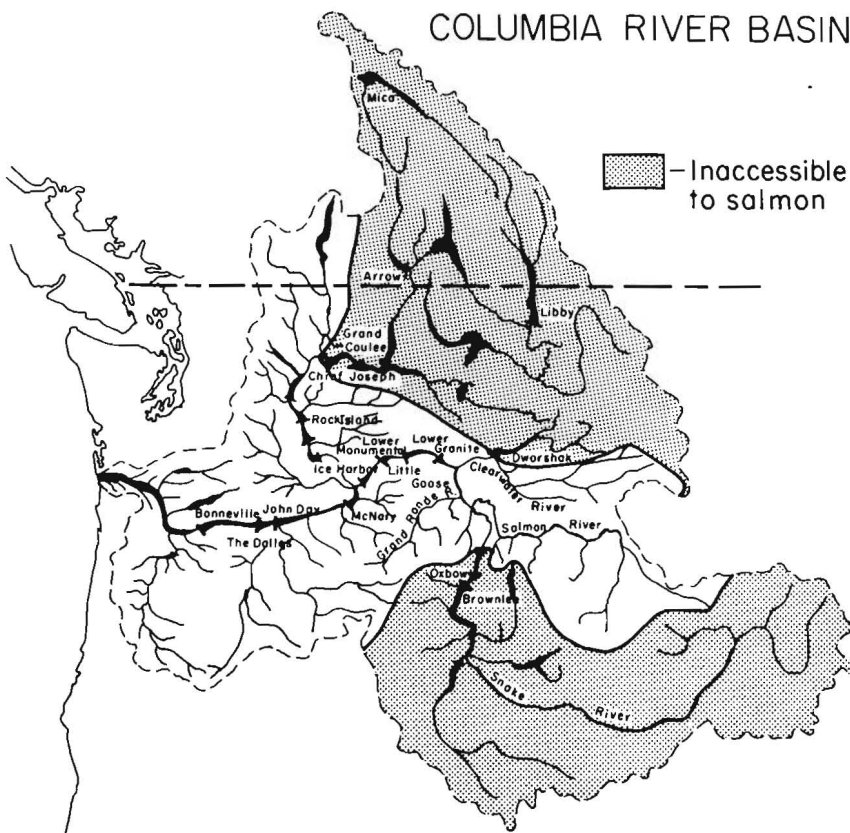 COLUMBIA RIVER BASIN
Mica
-Inaccessible
to salmon
Arrow
Libby
Grand
Coulee
Chief Joseph
Rock Island
Lower
Monumental
Lower
Granite
Dworshak
Ice Harbor
Little
Goose
Clearwater
River
Bonneville
John Day
McNary
The Dalles
Grand Ronde R.
Salmon River
Oxbow
Brownlee
Snake
River